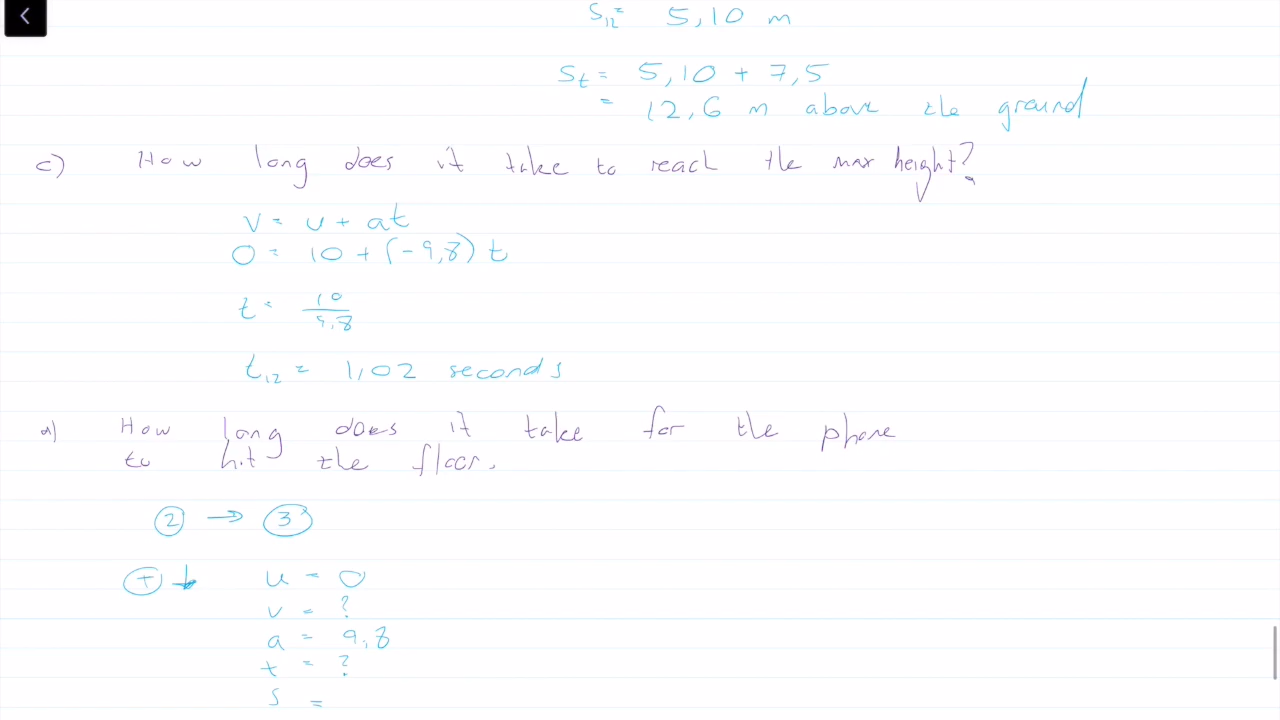 S12 = 5,10 m
St = 5,10 + 7,5
= 12,6 m above the ground
c) How long does it take to reach the max height?
v = u + at
0 = 10 + (-9,8) t
t = 10/9,8
t12 = 1,02 seconds
d) How long does it take for the phone
to hit the floor.
2 → 3
+ ↓ u = 0
v = ?
a = 9,8
t = ?
s =